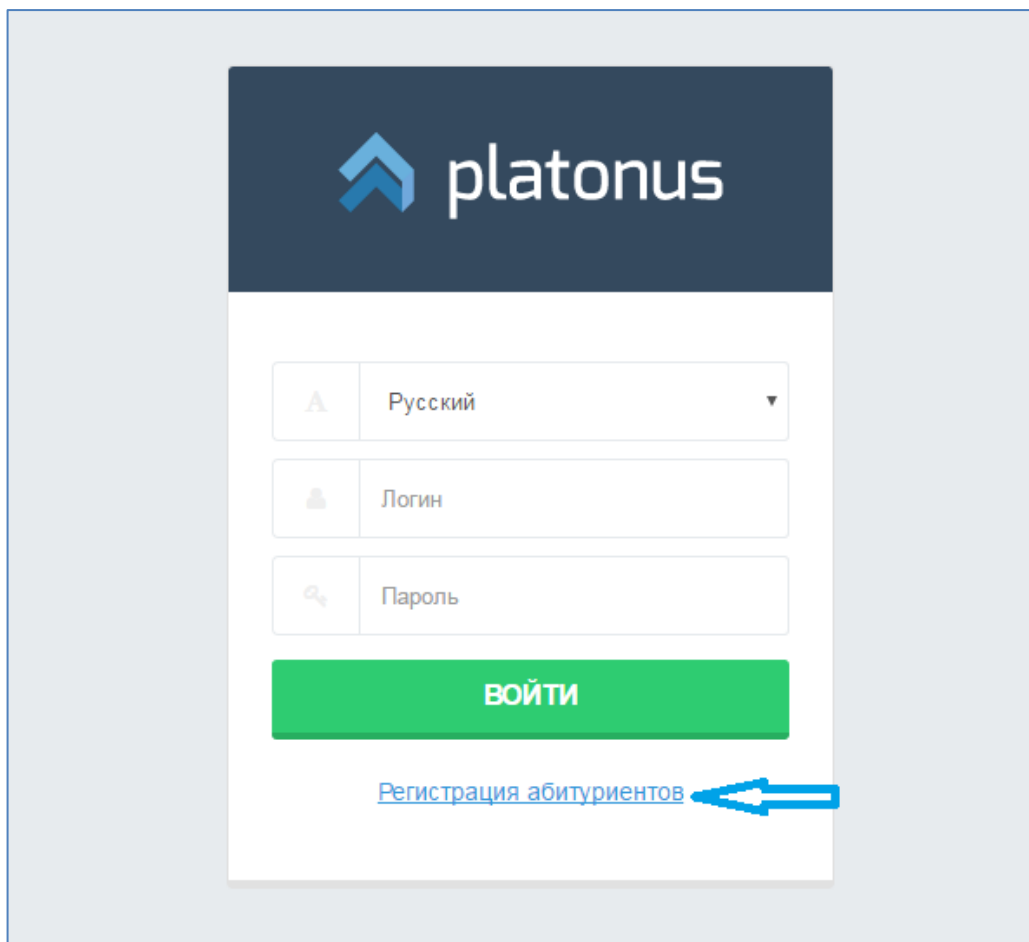 platonus
Русский
Логин
Пароль
ВОЙТИ
Регистрация абитуриентов